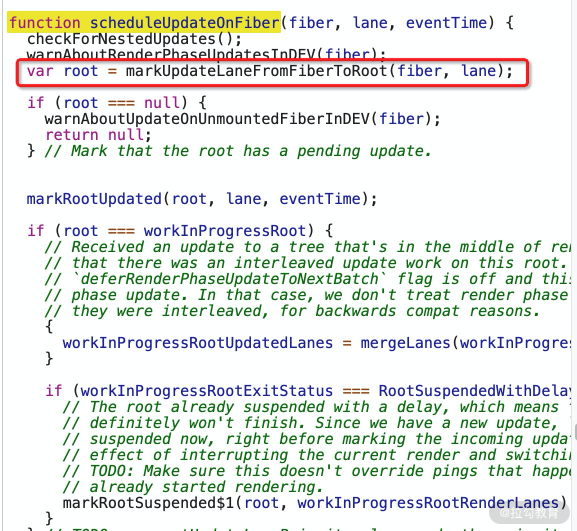 function scheduleUpdateOnFiber(fiber, lane, eventTime) {
checkForNestedUpdates();
warnAboutRenderPhaseUpdatesInDEV(fiber);
var root = markUpdateLaneFromFiberToRoot(fiber, lane);
if (root === null) {
warnAboutUpdateOnUnmountedFiberInDEV(fiber);
return null;
} // Mark that the root has a pending update.
markRootUpdated(root, lane, eventTime);
if (root === workInProgressRoot) {
// Received an update to a tree that's in the middle of re
// that there was an interleaved update work on this root.
// `deferRenderPhaseUpdateToNextBatch` flag is off and this
// phase update. In that case, we don't treat render phase
// they were interleaved, for backwards compat reasons.
{
workInProgressRootUpdatedLanes = mergeLanes(workInProgres
}
if (workInProgressRootExitStatus === RootSuspendedWithDelay
// The root already suspended with a delay, which means
// definitely won't finish. Since we have a new update,
// suspended now, right before marking the incoming updat
// effect of interrupting the current render and switchin
// TODO: Make sure this doesn't override pings that happe
// already started rendering.
markRootSuspended$1(root, workInProgressRootRenderLanes)
}
@拉勾教育